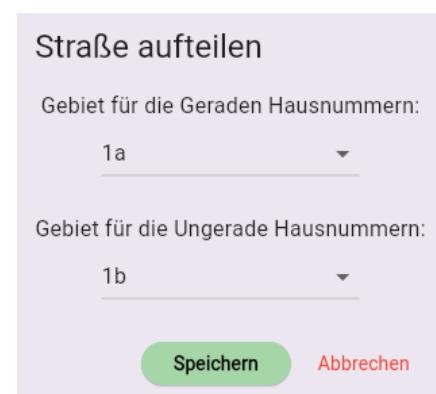 Straße aufteilen
Gebiet für die Geraden Hausnummern:
1a
Gebiet für die Ungerade Hausnummern:
1b
Speichern Abbrechen